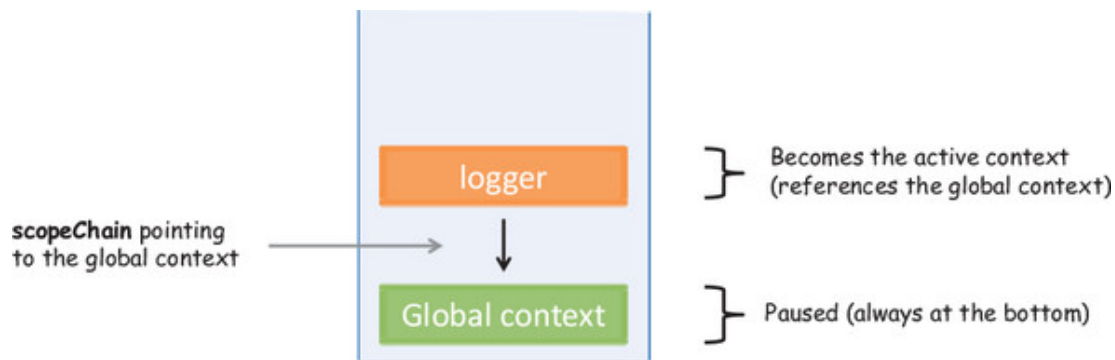 logger
Becomes the active context
(references the global context)
scopeChain pointing
to the global context
Global context
Paused (always at the bottom)